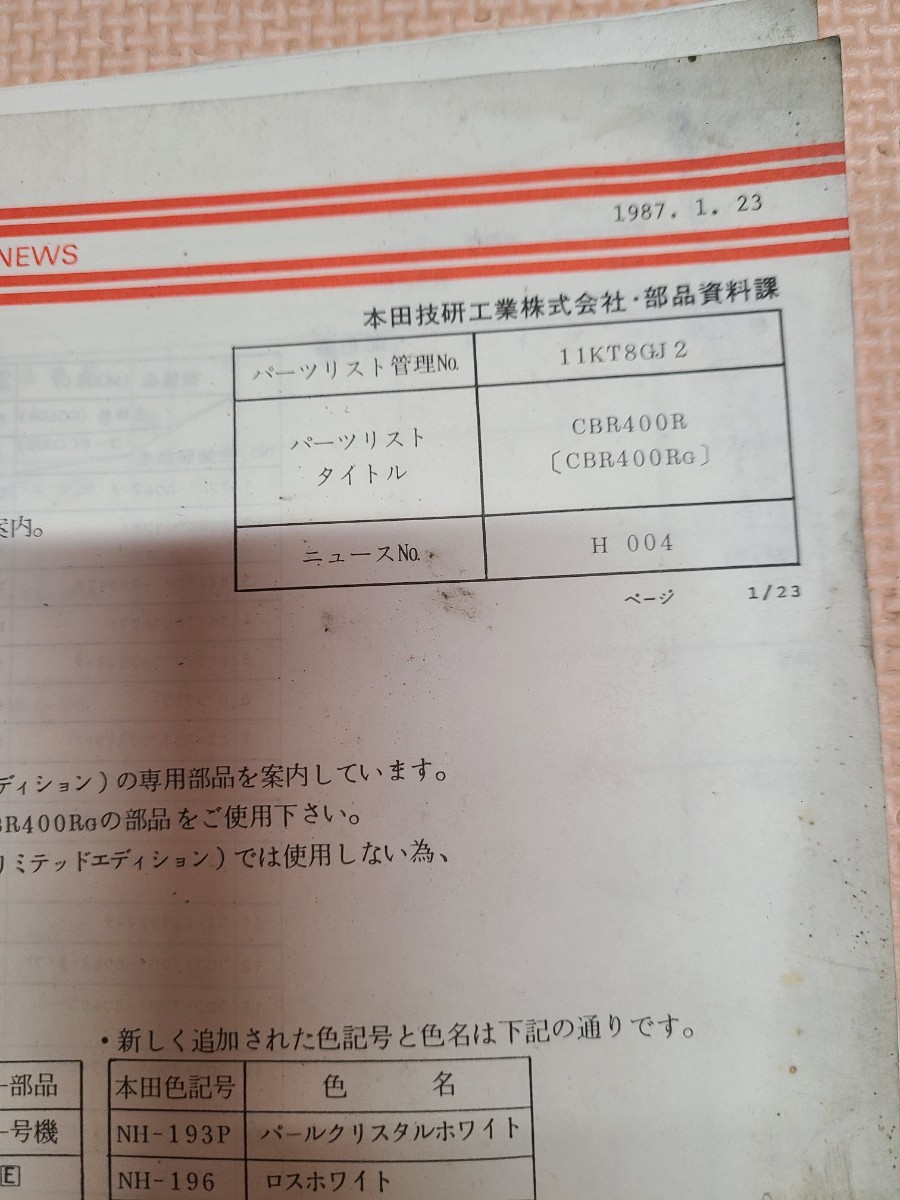 1987. 1. 23
NEWS
本田技研工業株式会社・部品資料課
パーツリスト管理No. 11KT8GJ2
パーツリスト
タイトル
CBR400R
〔CBR400RG〕
ニュースNo. H 004
ページ 1/23
案内。
ディション)の専用部品を案内しています。
BR400RGの部品をご使用下さい。
リミテッドエディション)では使用しない為、
・新しく追加された色記号と色名は下記の通りです。
部品
号機
E
本田色記号 色 名
NH-193P パールクリスタルホワイト
NH-196 ロスホワイト